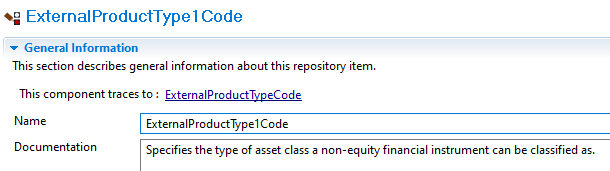 ExternalProductType1Code
General Information
This section describes general information about this repository item.
This component traces to : ExternalProductTypeCode
Name ExternalProductType1Code
Documentation Specifies the type of asset class a non-equity financial instrument can be classified as.